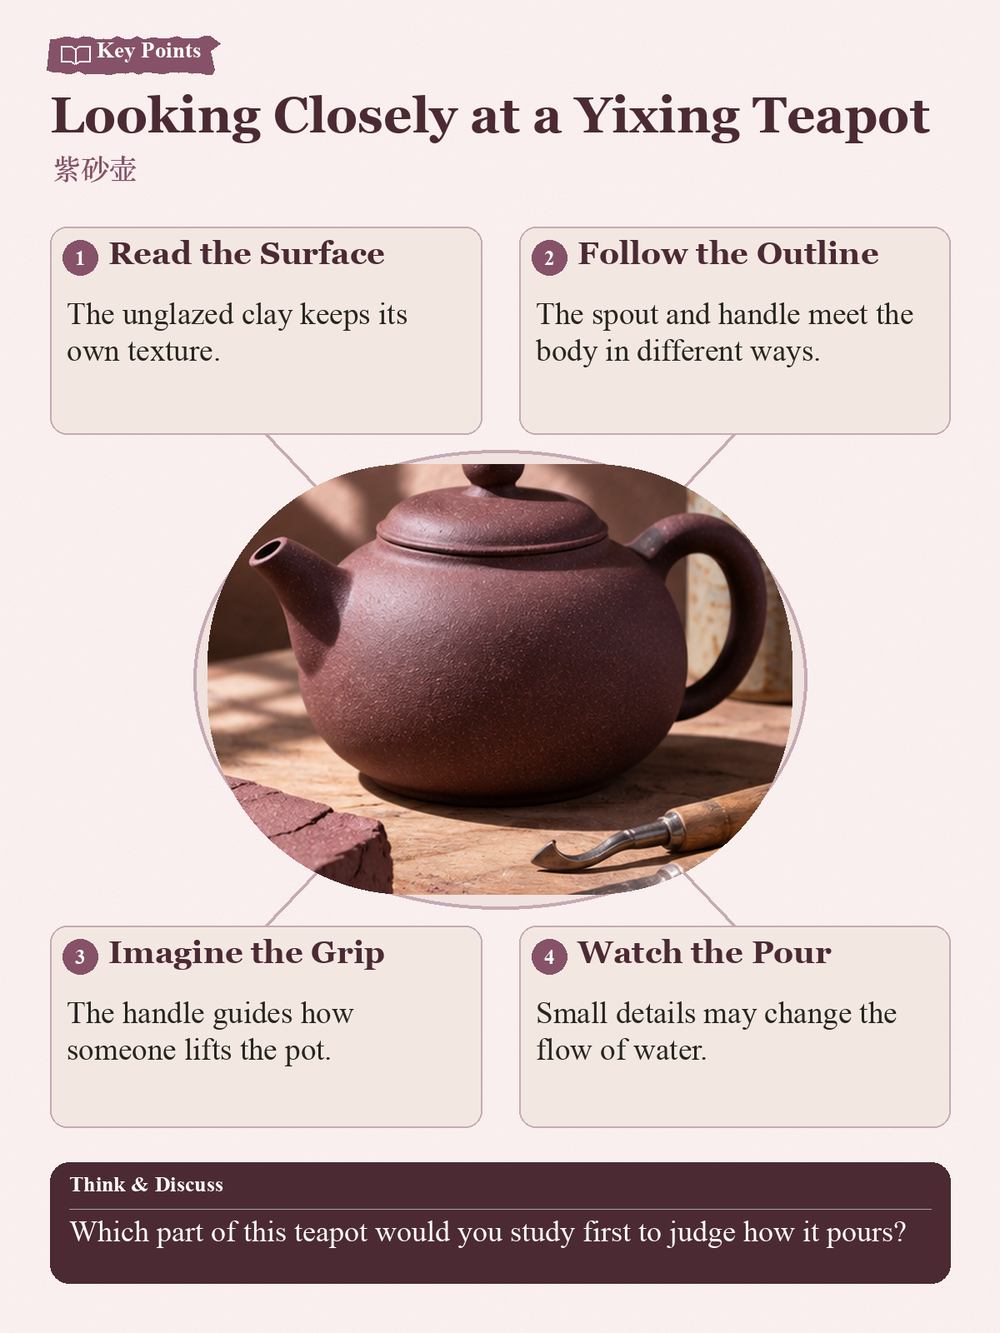 Key Points
Looking Closely at a Yixing Teapot
紫砂壶
1 Read the Surface
The unglazed clay keeps its
own texture.
2 Follow the Outline
The spout and handle meet the
body in different ways.
3 Imagine the Grip
The handle guides how
someone lifts the pot.
4 Watch the Pour
Small details may change the
flow of water.
Think & Discuss
Which part of this teapot would you study first to judge how it pours?